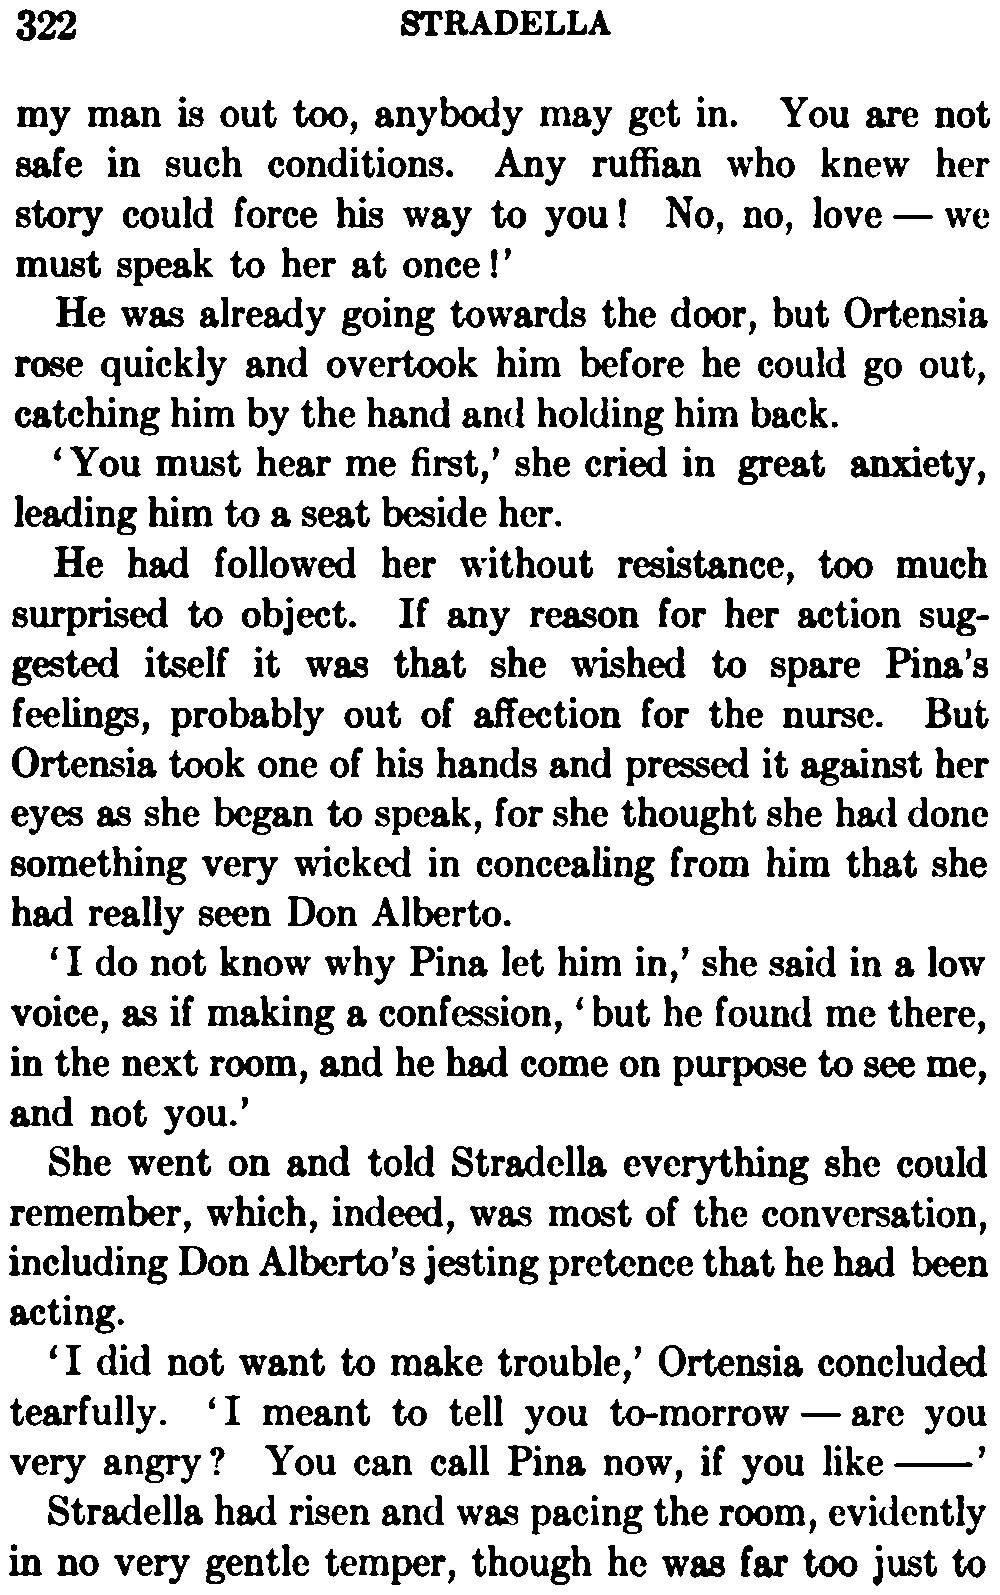 322 STRADELLA
my man is out too, anybody may get in. You are not
safe in such conditions. Any ruffian who knew her
story could force his way to you! No, no, love — we
must speak to her at once!’
He was already going towards the door, but Ortensia
rose quickly and overtook him before he could go out,
catching him by the hand and holding him back.
‘You must hear me first,’ she cried in great anxiety,
leading him to a seat beside her.
He had followed her without resistance, too much
surprised to object. If any reason for her action sug-
gested itself it was that she wished to spare Pina’s
feelings, probably out of affection for the nurse. But
Ortensia took one of his hands and pressed it against her
eyes as she began to speak, for she thought she had done
something very wicked in concealing from him that she
had really seen Don Alberto.
‘I do not know why Pina let him in,’ she said in a low
voice, as if making a confession, ‘but he found me there,
in the next room, and he had come on purpose to see me,
and not you.’
She went on and told Stradella everything she could
remember, which, indeed, was most of the conversation,
including Don Alberto’s jesting pretence that he had been
acting.
‘I did not want to make trouble,’ Ortensia concluded
tearfully. ‘I meant to tell you to-morrow — are you
very angry? You can call Pina now, if you like ——’
Stradella had risen and was pacing the room, evidently
in no very gentle temper, though he was far too just to